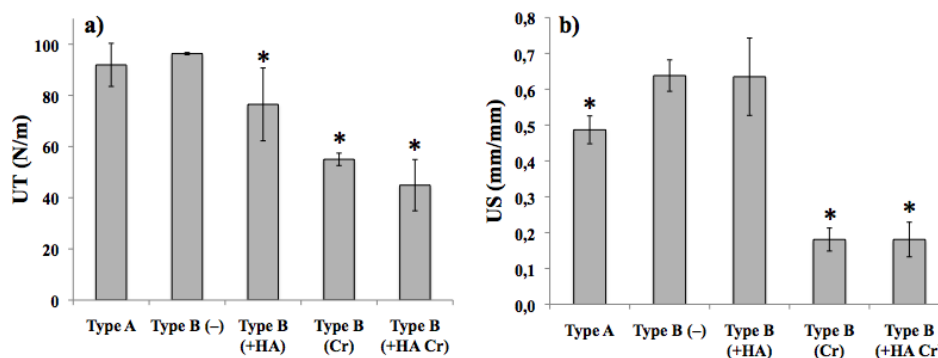 a)
UT (N/m)
100
80
60
40
20
0
*
*
*
Type A Type B (–) Type B Type B Type B
(+HA) (Cr) (+HA Cr)
b)
US (mm/mm)
0,8
0,7
0,6
0,5
0,4
0,3
0,2
0,1
0,0
*
*
*
Type A Type B (–) Type B Type B Type B
(+HA) (Cr) (+HA Cr